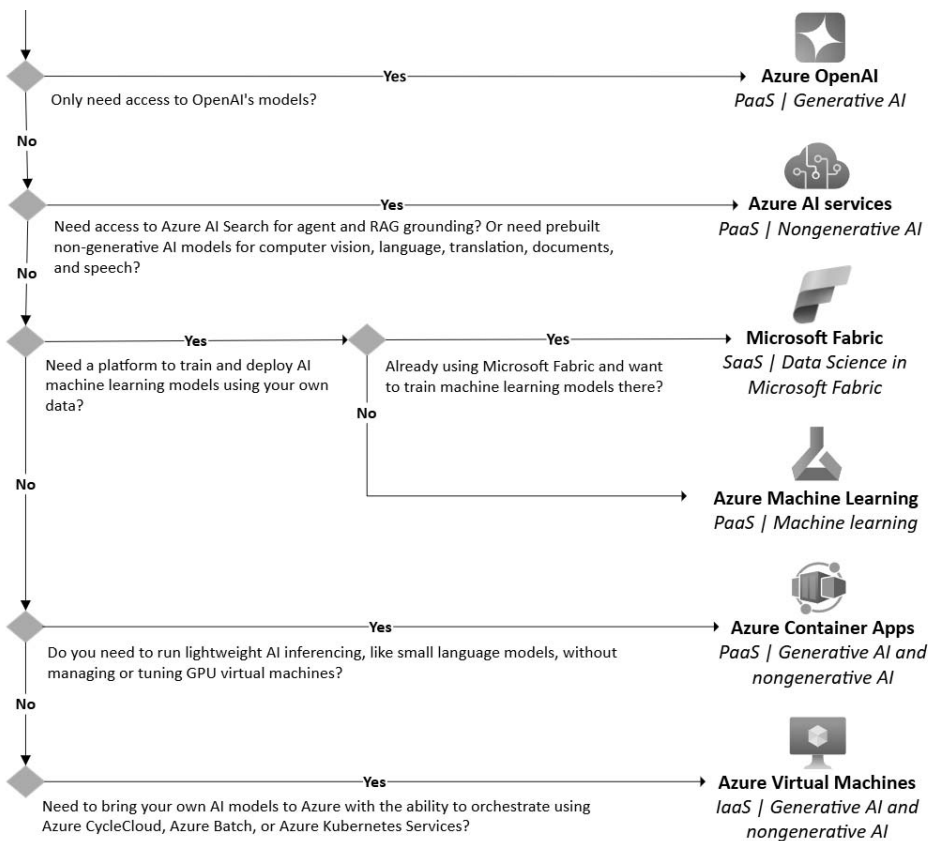 Yes
Azure OpenAI
Only need access to OpenAI's models?
PaaS | Generative AI
No
Yes
Azure AI services
Need access to Azure AI Search for agent and RAG grounding? Or need prebuilt
non-generative AI models for computer vision, language, translation, documents,
and speech?
PaaS | Nongenerative AI
No
Yes
Yes
Microsoft Fabric
Need a platform to train and deploy AI
machine learning models using your own
data?
Already using Microsoft Fabric and want
to train machine learning models there?
SaaS | Data Science in
Microsoft Fabric
No
No
Azure Machine Learning
PaaS | Machine learning
Yes
Azure Container Apps
Do you need to run lightweight AI inferencing, like small language models, without
managing or tuning GPU virtual machines?
PaaS | Generative AI and
nongenerative AI
No
Yes
Azure Virtual Machines
Need to bring your own AI models to Azure with the ability to orchestrate using
Azure CycleCloud, Azure Batch, or Azure Kubernetes Services?
IaaS | Generative AI and
nongenerative AI